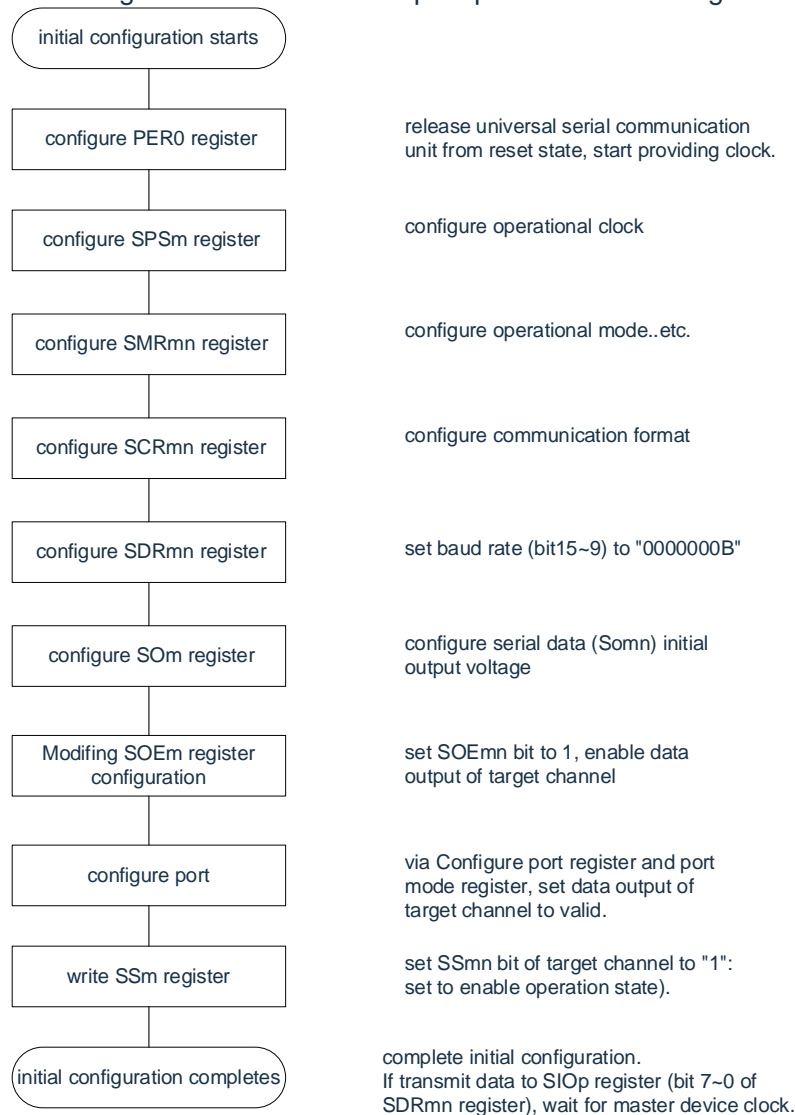 initial configuration starts
configure PER0 register
release universal serial communication
unit from reset state, start providing clock.
configure SPSm register
configure operational clock
configure SMRmn register
configure operational mode..etc.
configure SCRmn register
configure communication format
configure SDRmn register
set baud rate (bit15~9) to "0000000B"
configure SOm register
configure serial data (Somn) initial
output voltage
Modifing SOEm register
configuration
set SOEmn bit to 1, enable data
output of target channel
configure port
via Configure port register and port
mode register, set data output of
target channel to valid.
write SSm register
set SSmn bit of target channel to "1":
set to enable operation state).
initial configuration completes
complete initial configuration.
If transmit data to SIOp register (bit 7~0 of
SDRmn register), wait for master device clock.